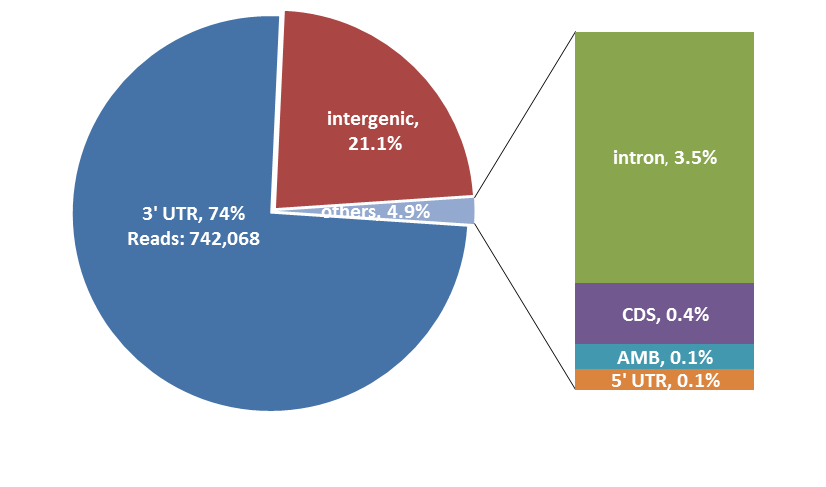 intergenic,
21.1%
3' UTR, 74%
Reads: 742,068
others, 4.9%
intron, 3.5%
CDS, 0.4%
AMB, 0.1%
5' UTR, 0.1%